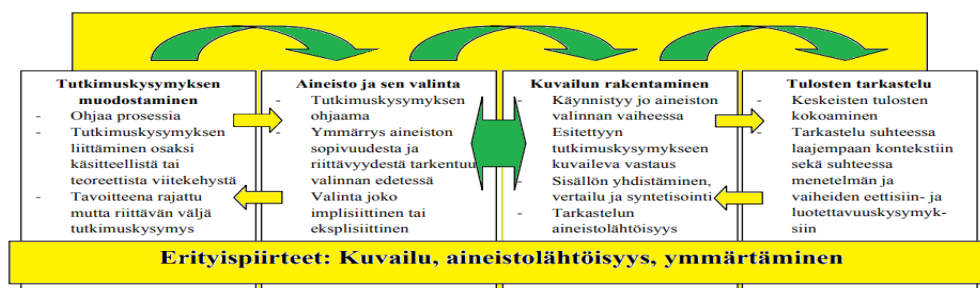 Tutkimuskysymyksen
muodostaminen
- Ohjaa prosessia
- Tutkimuskysymyksen
liittäminen osaksi
käsitteellistä tai
teoreettista viitekehystä
- Tavoitteena rajattu
mutta riittävän väljä
tutkimuskysymys
Aineisto ja sen valinta
- Tutkimuskysymyksen
ohjaama
- Ymmärrys aineiston
sopivuudesta ja
riittävyydestä tarkentuu
valinnan edetessä
- Valinta joko
implisiittinen tai
eksplisiittinen
Kuvailun rakentaminen
- Käynnistyy jo aineiston
valinnan vaiheessa
- Esitettyyn
tutkimuskysymykseen
kuvaileva vastaus
- Sisällön yhdistäminen,
vertailu ja syntetisointi
- Tarkastelun
aineistolähtöisyys
Tulosten tarkastelu
- Keskeisten tulosten
kokoaminen
- Tarkastelu suhteessa
laajempaan kontekstiin
sekä suhteessa
menetelmän ja
vaiheiden eettisiin- ja
luotettavuuskysymyk-
siin
Erityispiirteet: Kuvailu, aineistolähtöisyys, ymmärtäminen